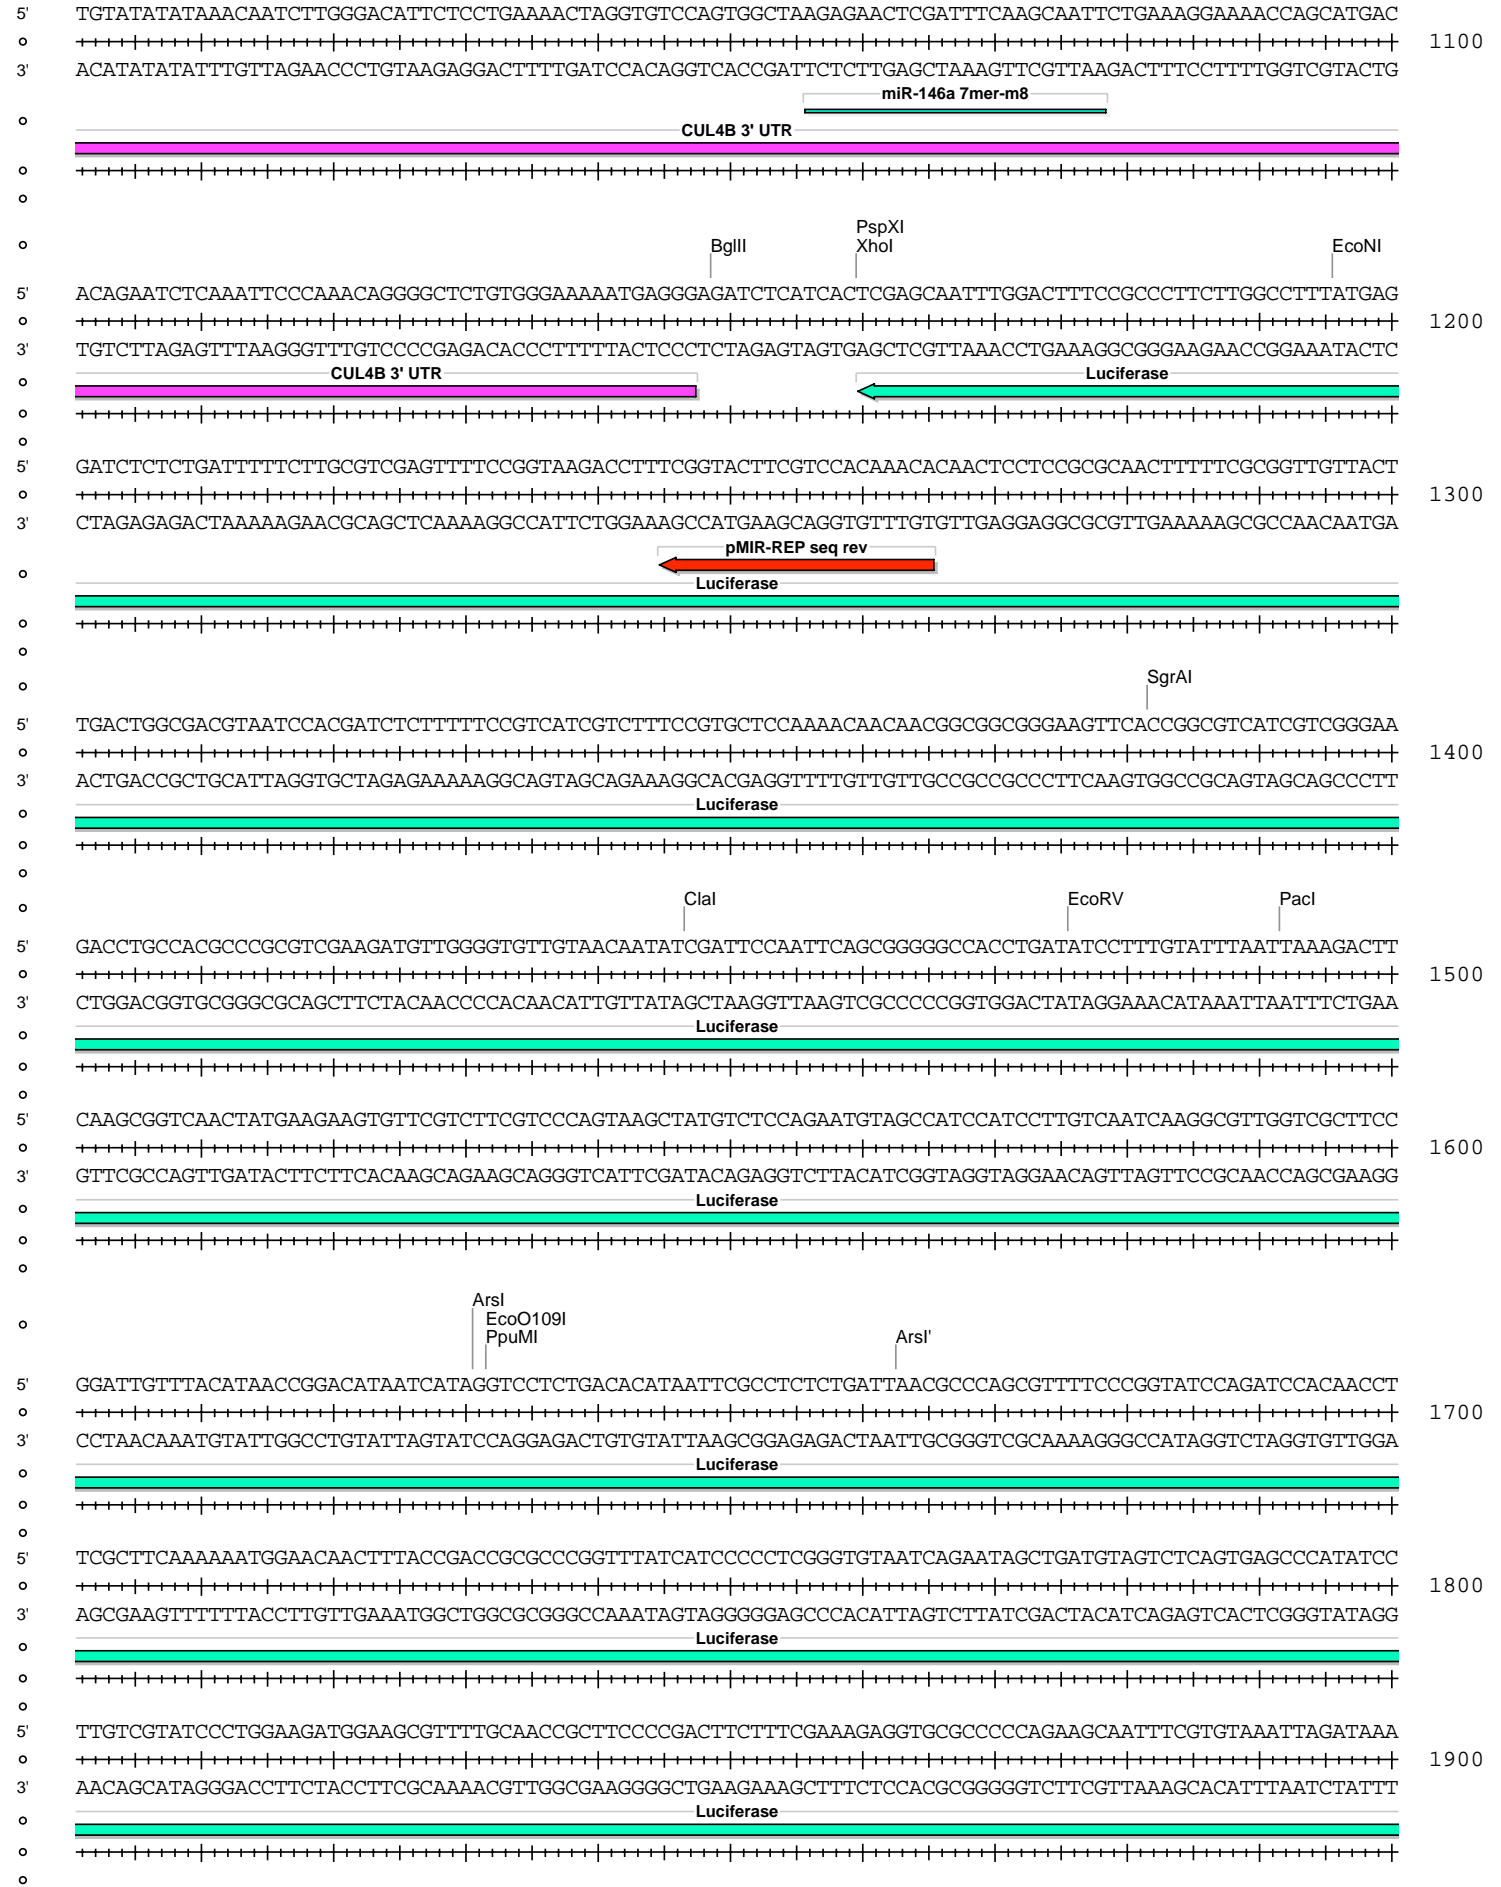 5' TGTATATATATAAACAATCTTGGGACATTCTCCTGAAAACTAGGTGTCCAGTGGCTAAGAGAACTCGATTTCAAGCAATTCTGAAAGGAAAACCAGCATGAC
1100
3' ACATATATATATTTGTTAGAACCCTGTAAGAGGACTTTTGATCCACAGGTCACCGATTCTCTTGAGCTAAAGTTCGTTAAGACTTTCCTTTTGGTCGTACTG
miR-146a 7mer-m8
CUL4B 3' UTR
PspXI
BglII XhoI EcoNI
5' ACAGAATCTCAAATTCCCAAACAGGGGCTCTGTGGGAAAAATGAGGGAGATCTCATCACTCGAGCAATTTGGACTTTCCGCCCTTCTTGGCCTTTATGAG
1200
3' TGTCTTAGAGTTTAAGGGTTTGTCCCCGAGACACCCTTTTTACTCCCTCTAGAGTAGTGAGCTCGTTAAACCTGAAAGGCGGGAAGAACCGGAAATACTC
CUL4B 3' UTR Luciferase
5' GATCTCTCTGATTTTTCTTGCGTCGAGTTTTCCGGTAAGACCTTTCGGTACTTCGTCCACAAACACAACTCCTCCGCGCAACTTTTTCGCGGTTGTTACT
1300
3' CTAGAGAGACTAAAAAGAACGCAGCTCAAAAGGCCATTCTGGAAAGCCATGAAGCAGGTGTTTGTGTTGAGGAGGCGCGTTGAAAAAGCGCCAACAATGA
pMIR-REP seq rev
Luciferase
SgrAI
5' TGACTGGCGACGTAATCCACGATCTCTTTTTCCGTCATCGTCTTTCCGTGCTCCAAAACAACAACGGCGGCGGGAAGTTCACCGGCGTCATCGTCGGGAA
1400
3' ACTGACCGCTGCATTAGGTGCTAGAGAAAAAGGCAGTAGCAGAAAGGCACGAGGTTTTGTTGTTGCCGCCGCCCTTCAAGTGGCCGCAGTAGCAGCCCTT
Luciferase
ClaI EcoRV PacI
5' GACCTGCCACGCCCGCGTCGAAGATGTTGGGGTGTTGTAACAATATCGATTCCAATTCAGCGGGGGCCACCTGATATCCTTTGTATTTAATTAAAGACTT
1500
3' CTGGACGGTGCGGGCGCAGCTTCTACAACCCCACAACATTGTTATAGCTAAGGTTAAGTCGCCCCCGGTGGACTATAGGAAACATAAATTAATTTCTGAA
Luciferase
5' CAAGCGGTCAACTATGAAGAAGTGTTCGTCTTCGTCCCAGTAAGCTATGTCTCCAGAATGTAGCCATCCATCCTTGTCAATCAAGGCGTTGGTCGCTTCC
1600
3' GTTCGCCAGTTGATACTTCTTCACAAGCAGAAGCAGGGTCATTCGATACAGAGGTCTTACATCGGTAGGTAGGAACAGTTAGTTCCGCAACCAGCGAAGG
Luciferase
ArsI
EcoO109I
PpuMI ArsI'
5' GGATTGTTTACATAACCGGACATAATCATAGGTCCTCTGACACATAATTCGCCTCTCTGATTAACGCCCAGCGTTTTCCCGGTATCCAGATCCACAACCT
1700
3' CCTAACAAATGTATTGGCCTGTATTAGTATCCAGGAGACTGTGTATTAAGCGGAGAGACTAATTGCGGGTCGCAAAAGGGCCATAGGTCTAGGTGTTGGA
Luciferase
5' TCGCTTCAAAAAATGGAACAACTTTACCGACCGCGCCCGGTTTATCATCCCCCTCGGGTGTAATCAGAATAGCTGATGTAGTCTCAGTGAGCCCATATCC
1800
3' AGCGAAGTTTTTTACCTTGTTGAAATGGCTGGCGCGGGCCAAATAGTAGGGGGAGCCCACATTAGTCTTATCGACTACATCAGAGTCACTCGGGTATAGG
Luciferase
5' TTGTCGTATCCCTGGAAGATGGAAGCGTTTTGCAACCGCTTCCCCGACTTCTTTCGAAAGAGGTGCGCCCCCAGAAGCAATTTCGTGTAAATTAGATAAA
1900
3' AACAGCATAGGGACCTTCTACCTTCGCAAAACGTTGGCGAAGGGGCTGAAGAAAGCTTTCTCCACGCGGGGGTCTTCGTTAAAGCACATTTAATCTATTT
Luciferase